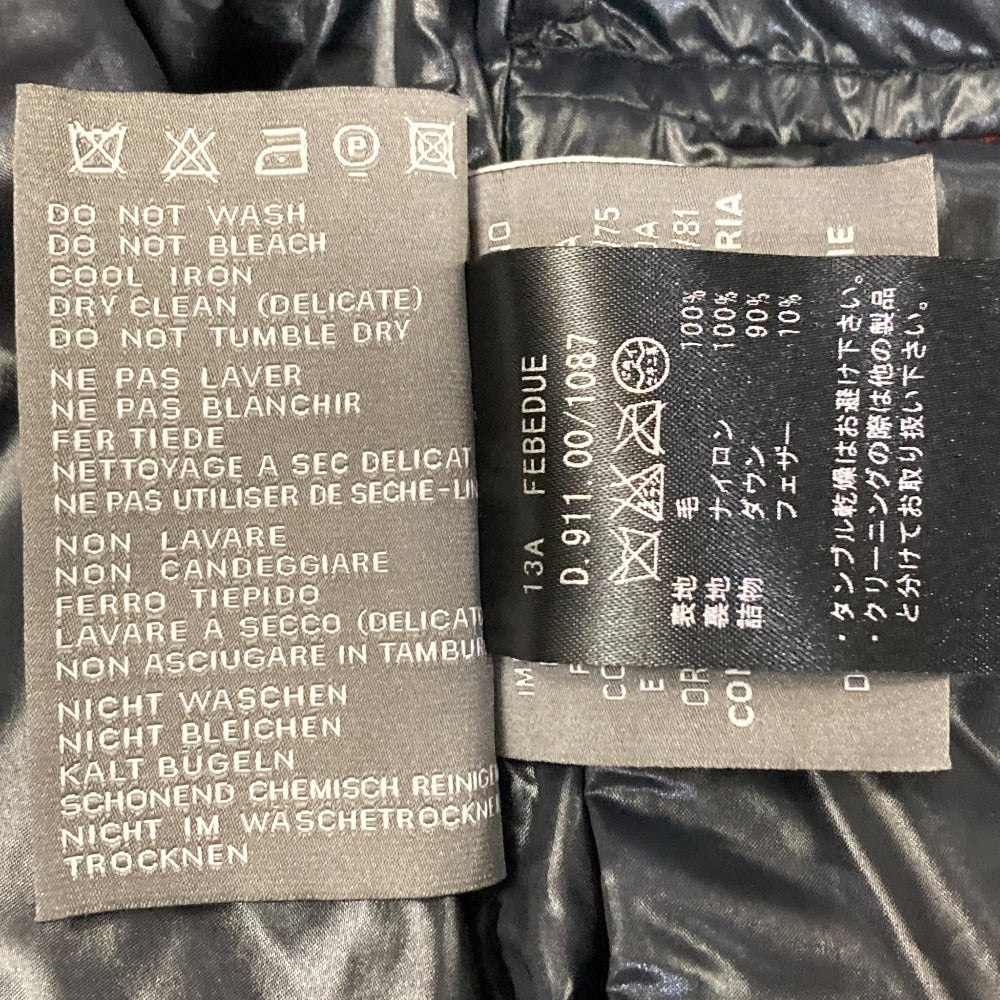 P
DO NOT WASH
DO NOT BLEACH
COOL IRON
DRY CLEAN (DELICATE)
DO NOT TUMBLE DRY
NE PAS LAVER
NE PAS BLANCHIR
FER TIEDE
NETTOYAGE A SEC DELICAT
NE PAS UTILISER DE SECHE-LIN
NON LAVARE
NON CANDEGGIARE
FERRO TIEPIDO
LAVARE A SECCO (DELICAT
NON ASCIUGARE IN TAMBUR
NICHT WASCHEN
NICHT BLEICHEN
KALT BÜGELN
SCHONEND CHEMISCH REINIGE
NICHT IM WÄSCHETROCKNE
TROCKNEN
13A FEBEDUE
D.911.00/1087
表地 毛 100%
裏地 ナイロン 100%
詰物 ダウン 90%
フェザー 10%
・タンブル乾燥はお避け下さい。
・クリーニングの際は他の製品
と分けてお取り扱い下さい。